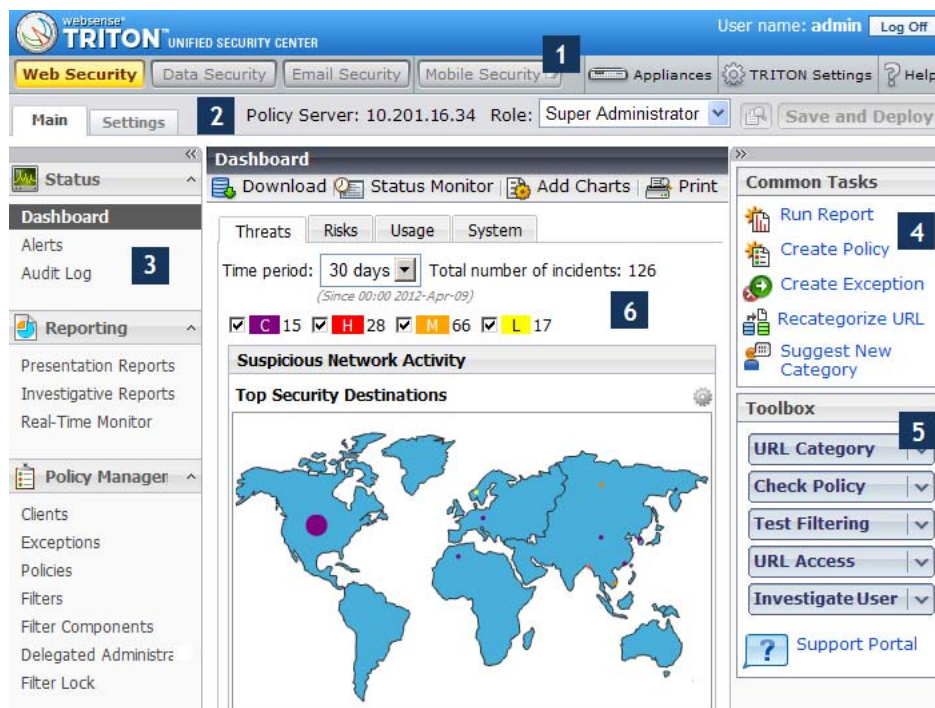 websense®
TRITON™ UNIFIED SECURITY CENTER
User name: admin Log Off
Web Security Data Security Email Security Mobile Security 1 Appliances TRITON Settings ? Help
Main Settings 2 Policy Server: 10.201.16.34 Role: Super Administrator Save and Deploy
Status
Dashboard
Alerts
Audit Log
3
Reporting
Presentation Reports
Investigative Reports
Real-Time Monitor
Policy Manager
Clients
Exceptions
Policies
Filters
Filter Components
Delegated Administra
Filter Lock
Dashboard
Download Status Monitor Add Charts Print
Threats Risks Usage System
Time period: 30 days Total number of incidents: 126
(Since 00:00 2012-Apr-09)
6
C 15 H 28 M 66 L 17
Suspicious Network Activity
Top Security Destinations
Common Tasks
Run Report
4
Create Policy
Create Exception
Recategorize URL
Suggest New
Category
Toolbox
5
URL Category
Check Policy
Test Filtering
URL Access
Investigate User
? Support Portal